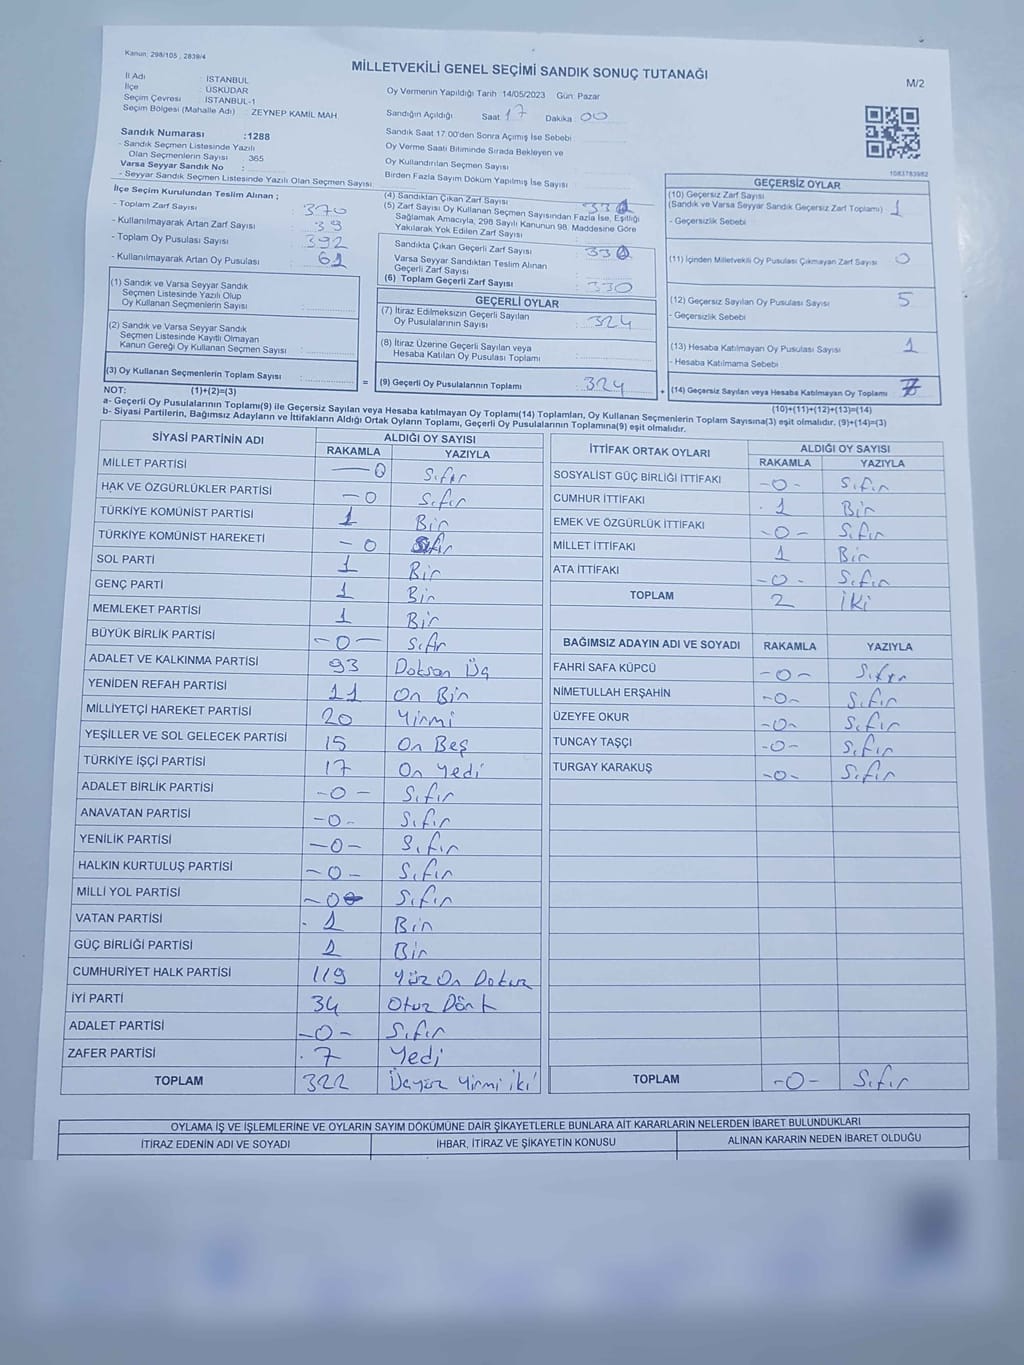 Kanun: 298/105 , 2839/4
MİLLETVEKİLİ GENEL SEÇİMİ SANDIK SONUÇ TUTANAĞI
M/2
İl Adı : İSTANBUL
İlçe : ÜSKÜDAR
Seçim Çevresi : İSTANBUL-1
Seçim Bölgesi (Mahalle Adı) : ZEYNEP KAMİL MAH
Sandık Numarası :1288
- Sandık Seçmen Listesinde Yazılı
Olan Seçmenlerin Sayısı : 365
Varsa Seyyar Sandık No :
- Seyyar Sandık Seçmen Listesinde Yazılı Olan Seçmen Sayısı:
Oy Vermenin Yapıldığı Tarih :14/05/2023 Gün: Pazar
Sandığın Açıldığı Saat 17 Dakika 00
Sandık Saat 17.00'den Sonra Açımış İse Sebebi
Oy Verme Saati Bitiminde Sırada Bekleyen ve
Oy Kullandırılan Seçmen Sayısı
Birden Fazla Sayım Döküm Yapılmış İse Sayısı
1083783982
İlçe Seçim Kurulundan Teslim Alınan ;
- Toplam Zarf Sayısı : 370
- Kullanılmayarak Artan Zarf Sayısı : 39
- Toplam Oy Pusulası Sayısı : 392
- Kullanılmayarak Artan Oy Pusulası : 61
(1) Sandık ve Varsa Seyyar Sandık
Seçmen Listesinde Yazılı Olup
Oy Kullanan Seçmenlerin Sayısı :
(2) Sandık ve Varsa Seyyar Sandık
Seçmen Listesinde Kayıtlı Olmayan
Kanun Gereği Oy Kullanan Seçmen Sayısı :
(3) Oy Kullanan Seçmenlerin Toplam Sayısı :
(4) Sandıktan Çıkan Zarf Sayısı
(5) Zarf Sayısı Oy Kullanan Seçmen Sayısından Fazla İse, Eşitliği
Sağlamak Amacıyla, 298 Sayılı Kanunun 98. Maddesine Göre
Yakılarak Yok Edilen Zarf Sayısı
Sandıkta Çıkan Geçerli Zarf Sayısı : 330
Varsa Seyyar Sandıktan Teslim Alınan
Geçerli Zarf Sayısı
(6) Toplam Geçerli Zarf Sayısı : 330
GEÇERLİ OYLAR
(7) İtiraz Edilmeksizin Geçerli Sayılan
Oy Pusulalarının Sayısı : 324
(8) İtiraz Üzerine Geçerli Sayılan veya
Hesaba Katılan Oy Pusulası Toplamı :
= (9) Geçerli Oy Pusulalarının Toplamı : 324
GEÇERSİZ OYLAR
(10) Geçersiz Zarf Sayısı
(Sandık ve Varsa Seyyar Sandık Geçersiz Zarf Toplamı) : 1
- Geçersizlik Sebebi
(11) İçinden Milletvekili Oy Pusulası Çıkmayan Zarf Sayısı : 0
(12) Geçersiz Sayılan Oy Pusulası Sayısı : 5
- Geçersizlik Sebebi
(13) Hesaba Katılmayan Oy Pusulası Sayısı : 1
- Hesaba Katılmama Sebebi
+ (14) Geçersiz Sayılan veya Hesaba Katılmayan Oy Toplamı : 7
NOT: (1)+(2)=(3) (10)+(11)+(12)+(13)=(14)
a- Geçerli Oy Pusulalarının Toplamı(9) ile Geçersiz Sayılan veya Hesaba katılmayan Oy Toplamı(14) Toplamları, Oy Kullanan Seçmenlerin Toplam Sayısına(3) eşit olmalıdır. (9)+(14)=(3)
b- Siyasi Partilerin, Bağımsız Adayların ve İttifakların Aldığı Ortak Oyların Toplamı, Geçerli Oy Pusulalarının Toplamına(9) eşit olmalıdır.
SİYASİ PARTİNİN ADI ALDIĞI OY SAYISI
RAKAMLA YAZIYLA
MİLLET PARTİSİ — 0 Sıfır
HAK VE ÖZGÜRLÜKLER PARTİSİ - 0 Sıfır
TÜRKİYE KOMÜNİST PARTİSİ 1 Bir
TÜRKİYE KOMÜNİST HAREKETİ - 0 Sıfır
SOL PARTİ 1 Bir
GENÇ PARTİ 1 Bir
MEMLEKET PARTİSİ 1 Bir
BÜYÜK BİRLİK PARTİSİ -0- Sıfır
ADALET VE KALKINMA PARTİSİ 93 Doksan Üç
YENİDEN REFAH PARTİSİ 11 On Bir
MİLLİYETÇİ HAREKET PARTİSİ 20 Yirmi
YEŞİLLER VE SOL GELECEK PARTİSİ 15 On Beş
TÜRKİYE İŞÇİ PARTİSİ 17 On Yedi
ADALET BİRLİK PARTİSİ -0- Sıfır
ANAVATAN PARTİSİ -0- Sıfır
YENİLİK PARTİSİ -0- Sıfır
HALKIN KURTULUŞ PARTİSİ -0- Sıfır
MİLLİ YOL PARTİSİ -0- Sıfır
VATAN PARTİSİ 1 Bir
GÜÇ BİRLİĞİ PARTİSİ 1 Bir
CUMHURİYET HALK PARTİSİ 119 Yüz On Dokuz
İYİ PARTİ 34 Otuz Dört
ADALET PARTİSİ -0- Sıfır
ZAFER PARTİSİ 7 Yedi
TOPLAM 322 Üçyüz Yirmi iki
İTTİFAK ORTAK OYLARI ALDIĞI OY SAYISI
RAKAMLA YAZIYLA
SOSYALİST GÜÇ BİRLİĞİ İTTİFAKI -0- Sıfır
CUMHUR İTTİFAKI 1 Bir
EMEK VE ÖZGÜRLÜK İTTİFAKI -0- Sıfır
MİLLET İTTİFAKI 1 Bir
ATA İTTİFAKI -0- Sıfır
TOPLAM 2 İki
BAĞIMSIZ ADAYIN ADI VE SOYADI RAKAMLA YAZIYLA
FAHRİ SAFA KÜPCÜ -0- Sıfır
NİMETULLAH ERŞAHİN -0- Sıfır
ÜZEYFE OKUR -0- Sıfır
TUNCAY TAŞÇI -0- Sıfır
TURGAY KARAKUŞ -0- Sıfır
TOPLAM -0- Sıfır
OYLAMA İŞ VE İŞLEMLERİNE VE OYLARIN SAYIM DÖKÜMÜNE DAİR ŞİKAYETLERLE BUNLARA AİT KARARLARIN NELERDEN İBARET BULUNDUKLARI
İTİRAZ EDENİN ADI VE SOYADI İHBAR, İTİRAZ VE ŞİKAYETİN KONUSU ALINAN KARARIN NEDEN İBARET OLDUĞU